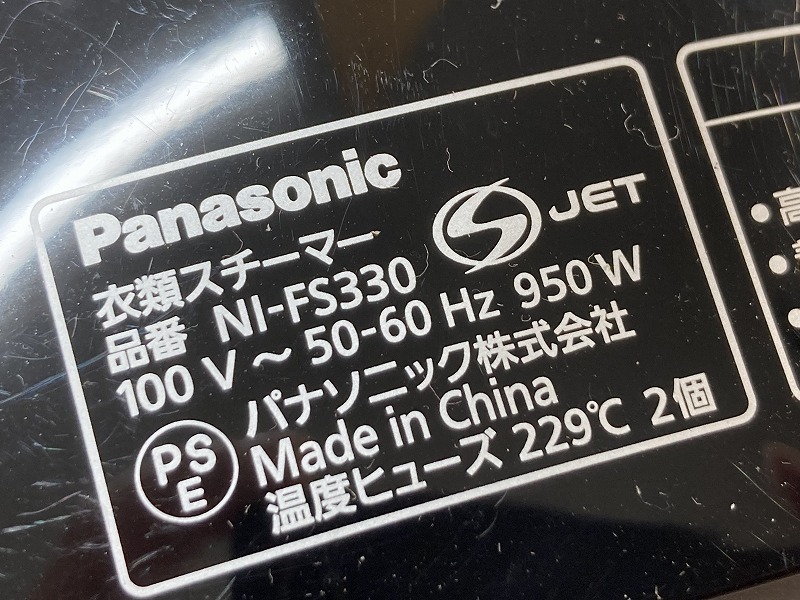 Panasonic
S JET
衣類スチーマー
品番 NI-FS330
100 V ～ 50-60 Hz 950 W
パナソニック株式会社
PS
E
Made in China
温度ヒューズ 229℃ 2個
高